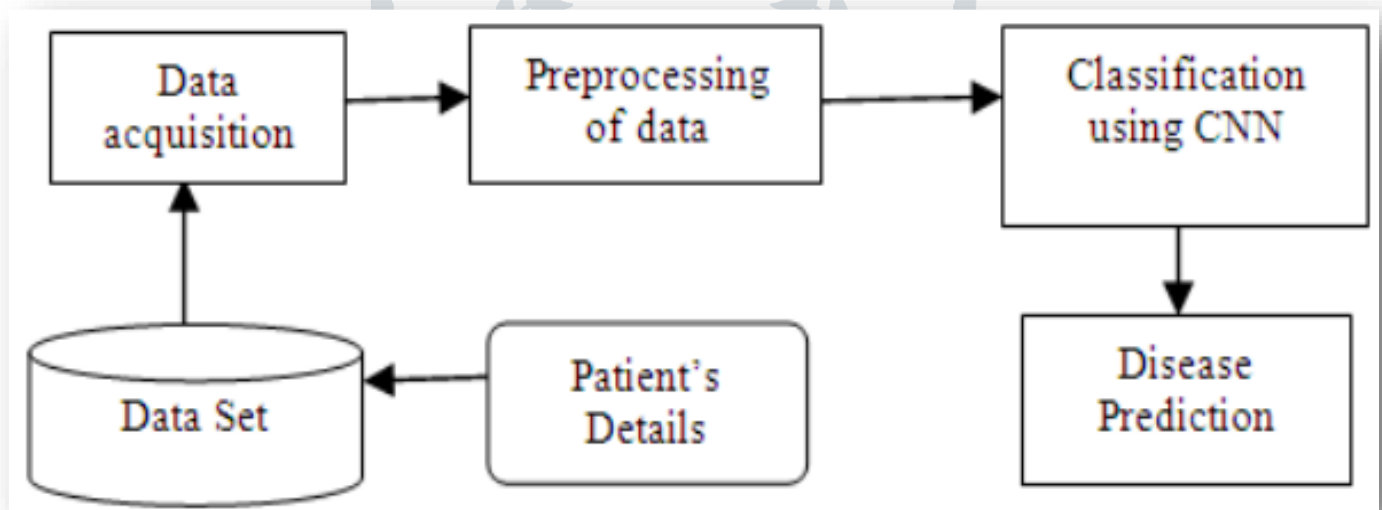 Data
acquisition
Preprocessing
of data
Classification
using CNN
Data Set
Patient’s
Details
Disease
Prediction